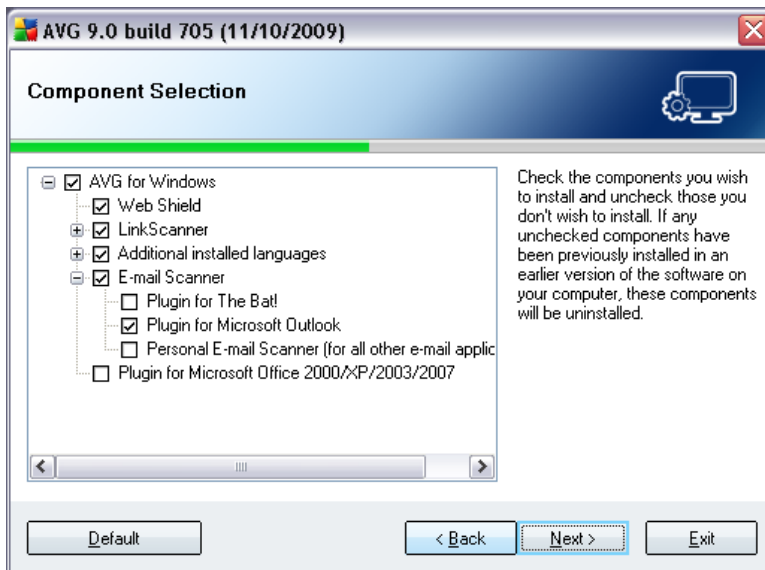 AVG 9.0 build 705 (11/10/2009)
Component Selection
AVG for Windows
Web Shield
LinkScanner
Additional installed languages
E-mail Scanner
Plugin for The Bat!
Plugin for Microsoft Outlook
Personal E-mail Scanner (for all other e-mail applic
Plugin for Microsoft Office 2000/XP/2003/2007
Check the components you wish
to install and uncheck those you
don't wish to install. If any
unchecked components have
been previously installed in an
earlier version of the software on
your computer, these components
will be uninstalled.
Default
< Back
Next >
Exit